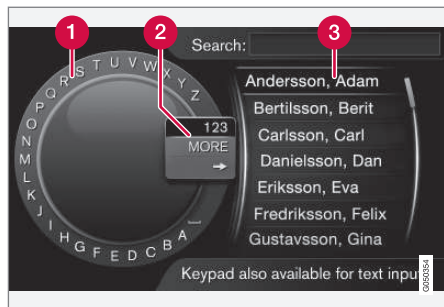 1
2
3
Search:
A B C D E F G H I J K L M N O P Q R S T U V W X Y Z
123
MORE
Andersson, Adam
Bertilsson, Berit
Carlsson, Carl
Danielsson, Dan
Eriksson, Eva
Fredriksson, Felix
Gustavsson, Gina
Keypad also available for text input
G050354